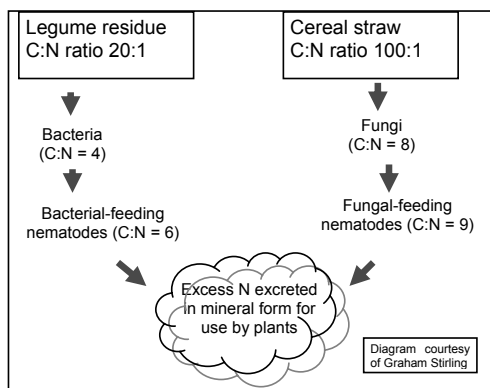 Legume residue
C:N ratio 20:1
Cereal straw
C:N ratio 100:1
Bacteria
(C:N = 4)
Fungi
(C:N = 8)
Bacterial-feeding
nematodes (C:N = 6)
Fungal-feeding
nematodes (C:N = 9)
Excess N excreted
in mineral form for
use by plants
Diagram courtesy
of Graham Stirling